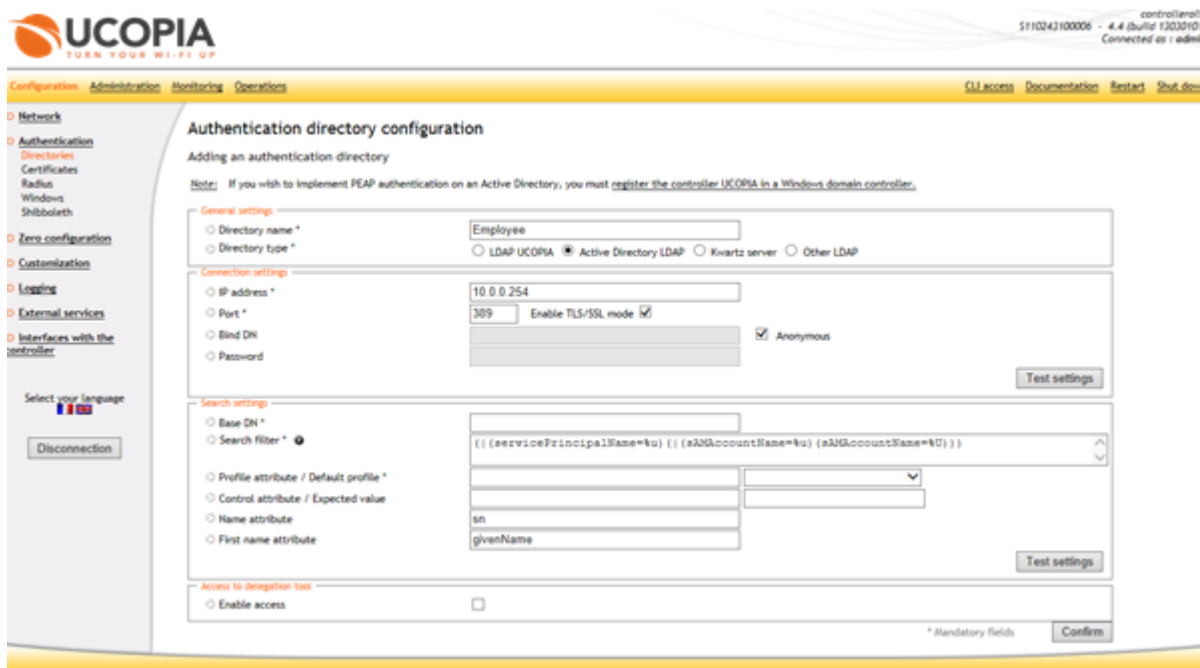 UCOPIA
TURN YOUR WI-FI UP
S110243100006 - 4.4 (build
Connected as :
Configuration Administration Monitoring Operations
CLI access Documentation Restart Shut
Network
Authentication
Directories
Certificates
Radius
Windows
Shibboleth
Zero configuration
Customization
Logging
External services
Interfaces with the
controller
Select your language
Disconnection
Authentication directory configuration
Adding an authentication directory
Note: If you wish to implement PEAP authentication on an Active Directory, you must register the controller UCOPIA in a Windows domain controller.
General settings
Directory name * Employee
Directory type * LDAP UCOPIA Active Directory LDAP Kwartz server Other LDAP
Connection settings
IP address * 10.0.0.254
Port * 389 Enable TLS/SSL mode
Bind DN Anonymous
Password
Test settings
Search settings
Base DN *
Search filter * (|(servicePrincipalName=%u)(|(sAMAccountName=%u)(sAMAccountName=%U)))
Profile attribute / Default profile *
Control attribute / Expected value
Name attribute sn
First name attribute givenName
Test settings
Access to delegation tool
Enable access
* Mandatory fields Confirm